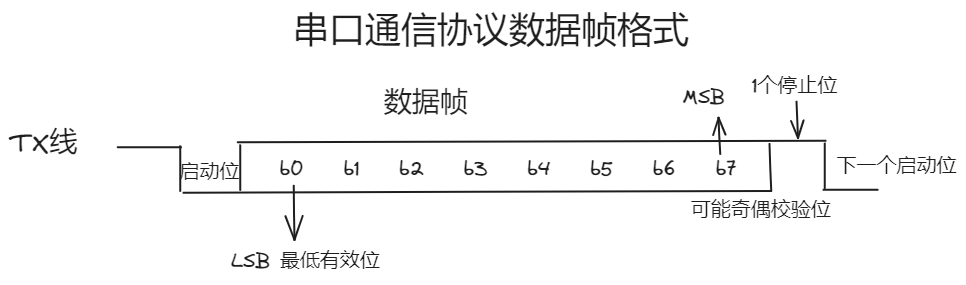 串口通信协议数据帧格式
1个停止位
数据帧
MSB
TX线
启动位 b0 b1 b2 b3 b4 b5 b6 b7 下一个启动位
可能奇偶校验位
LSB 最低有效位